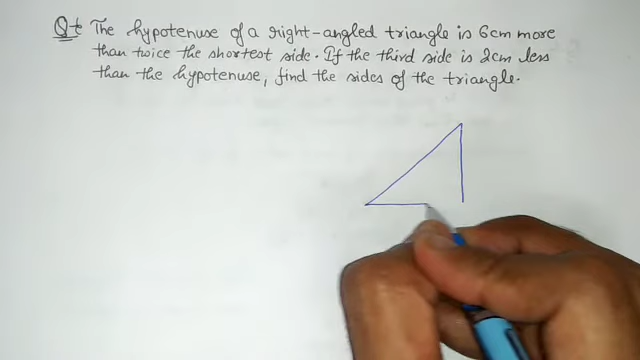 Q† The hypotenuse of a right-angled triangle is 6cm more
than twice the shortest side. If the third side is 2cm less
than the hypotenuse, find the sides of the triangle.